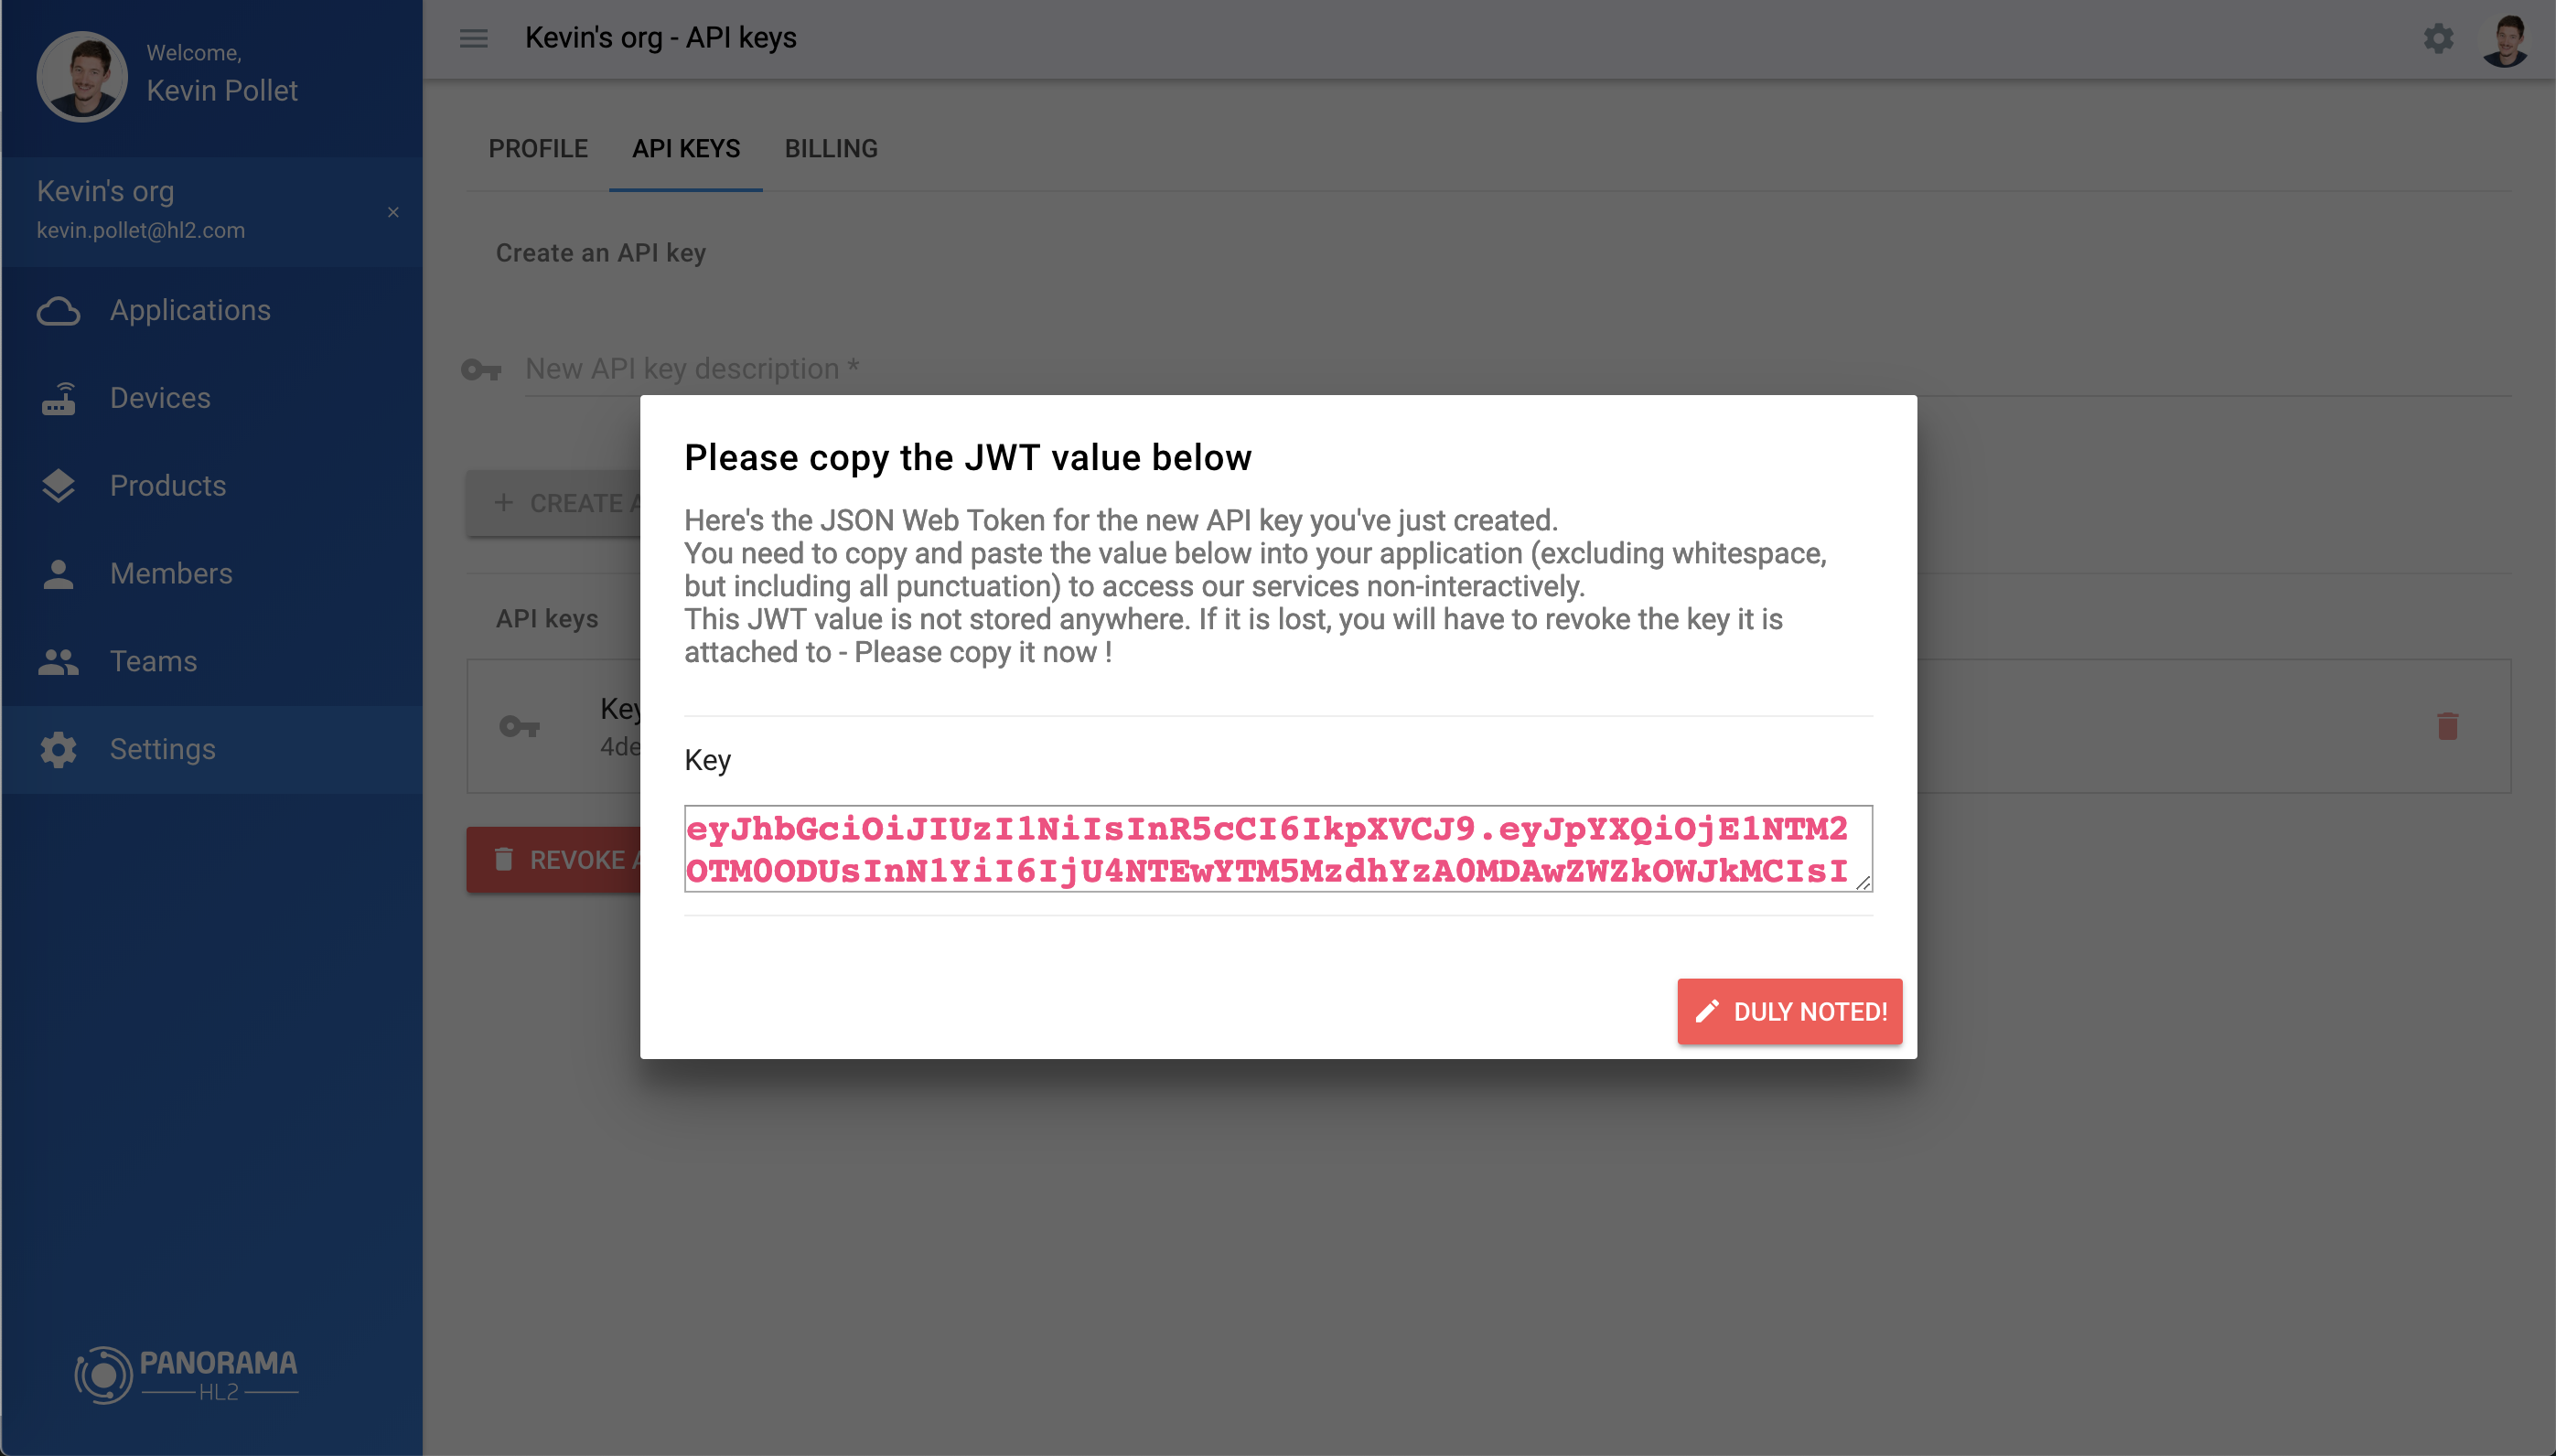 Welcome,
Kevin Pollet
Kevin's org
kevin.pollet@hl2.com
×
Applications
Devices
Products
Members
Teams
Settings
PANORAMA
HL2
Kevin's org - API keys
PROFILE
API KEYS
BILLING
Create an API key
New API key description *
+ CREATE A
API keys
Key
4de
REVOKE A
Please copy the JWT value below
Here's the JSON Web Token for the new API key you've just created.
You need to copy and paste the value below into your application (excluding whitespace,
but including all punctuation) to access our services non-interactively.
This JWT value is not stored anywhere. If it is lost, you will have to revoke the key it is
attached to - Please copy it now !
Key
eyJhbGciOiJIUzI1NiIsInR5cCI6IkpXVCJ9.eyJpYXQiOjE1NTM2
OTM0ODUsInN1YiI6IjU4NTEwYTM5MzdhYzA0MDAwZWZkOWJkMCIsI
DULY NOTED!